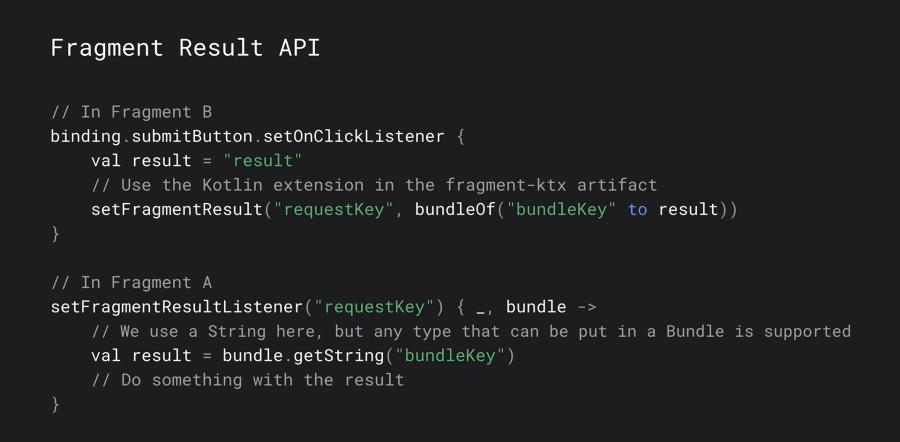 Fragment Result API
// In Fragment B
binding.submitButton.setOnClickListener {
    val result = "result"
    // Use the Kotlin extension in the fragment-ktx artifact
    setFragmentResult("requestKey", bundleOf("bundleKey" to result))
}
// In Fragment A
setFragmentResultListener("requestKey") { _, bundle ->
    // We use a String here, but any type that can be put in a Bundle is supported
    val result = bundle.getString("bundleKey")
    // Do something with the result
}